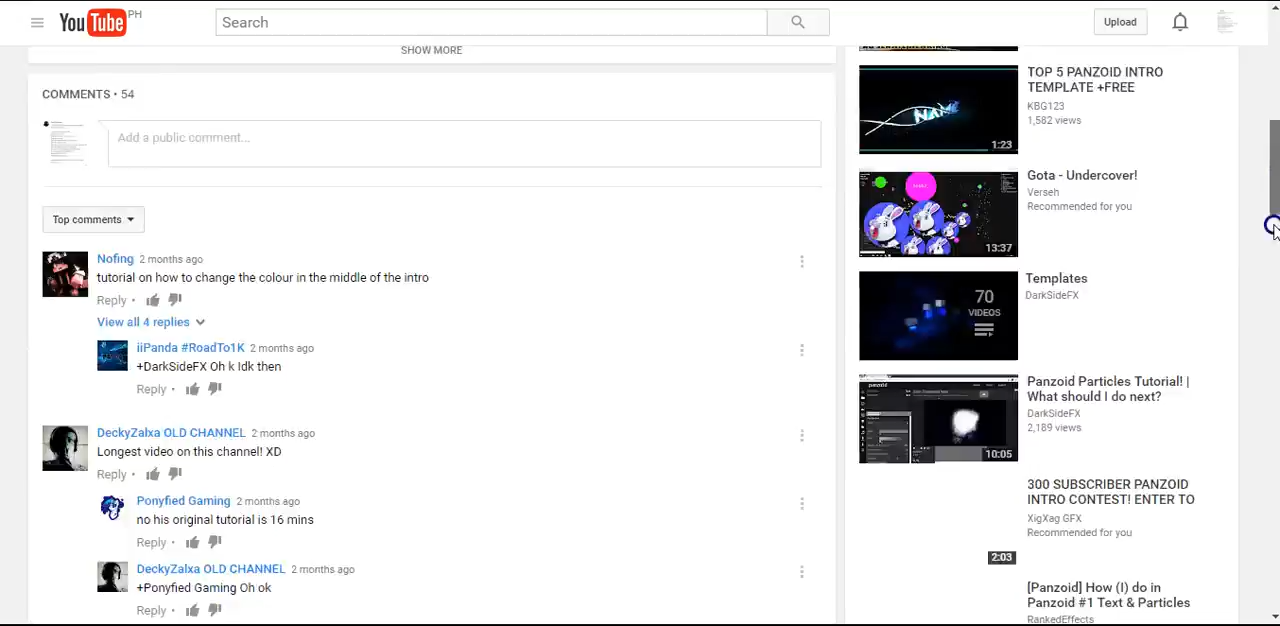 YouTube PH
Search
Upload
SHOW MORE
COMMENTS • 54
Add a public comment...
Top comments
Nofing 2 months ago
tutorial on how to change the colour in the middle of the intro
Reply •
View all 4 replies
iiPanda #RoadTo1K 2 months ago
+DarkSideFX Oh k Idk then
Reply •
DeckyZalxa OLD CHANNEL 2 months ago
Longest video for this channel! XD
Reply •
Ponyfied Gaming 2 months ago
no his original tutorial is 16 mins
Reply •
DeckyZalxa OLD CHANNEL 2 months ago
+Ponyfied Gaming Oh ok
Reply •
TOP 5 PANZOID INTRO
TEMPLATE +FREE
KBG123
1,582 views
1:23
Gota - Undercover!
Verseh
Recommended for you
13:37
Templates
DarkSideFX
70
VIDEOS
Panzoid Particles Tutorial! |
What should I do next?
DarkSideFX
2,189 views
10:05
300 SUBSCRIBER PANZOID
INTRO CONTEST! ENTER TO
XigXag GFX
Recommended for you
2:03
[Panzoid] How (I) do in
Panzoid #1 Text & Particles
RankedEffects